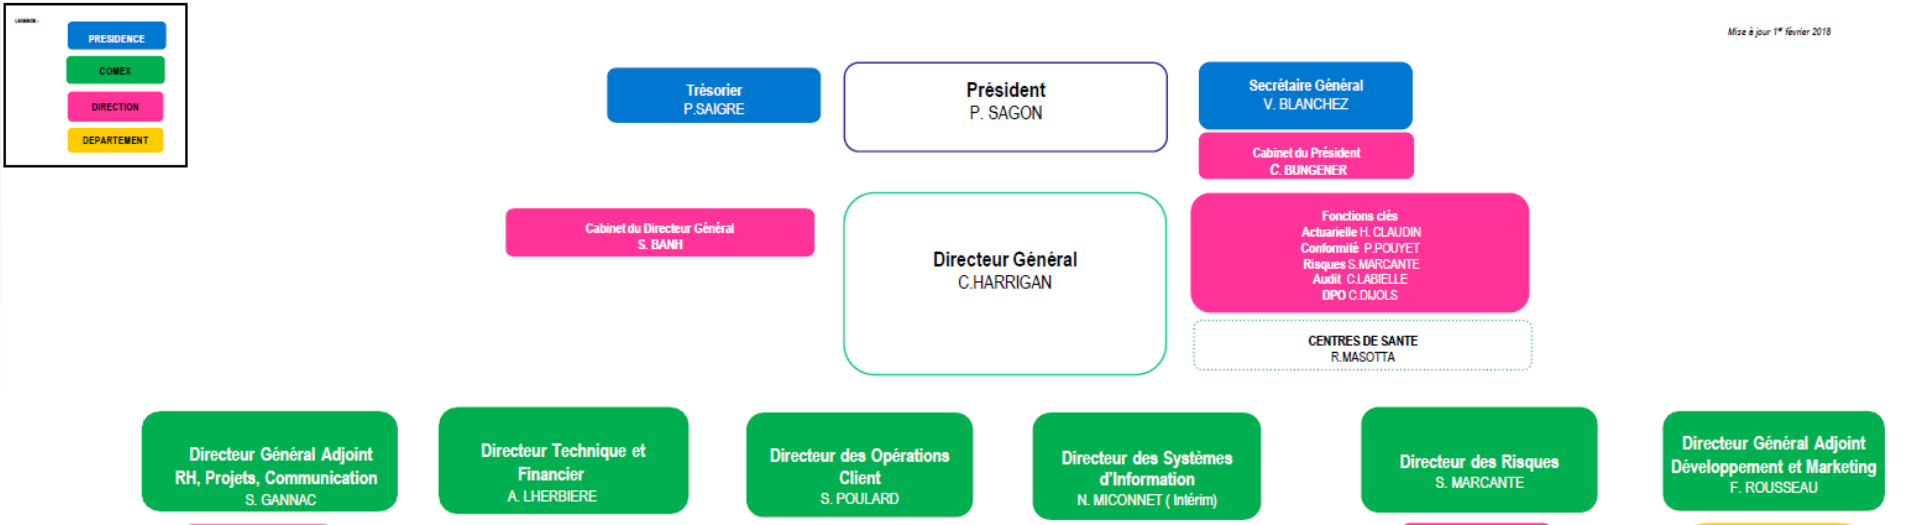 LEGENDE :
PRESIDENCE
COMEX
DIRECTION
DEPARTEMENT
Mise à jour 1er février 2018
Trésorier
P.SAIGRE
Président
P. SAGON
Secrétaire Général
V. BLANCHEZ
Cabinet du Président
C. BUNGENER
Cabinet du Directeur Général
S. BANH
Directeur Général
C.HARRIGAN
Fonctions clés
Actuarielle H. CLAUDIN
Conformité P.POUYET
Risques S.MARCANTE
Audit C.LABIELLE
DPO C.DIJOLS
CENTRES DE SANTE
R.MASOTTA
Directeur Général Adjoint
RH, Projets, Communication
S. GANNAC
Directeur Technique et
Financier
A. LHERBIERE
Directeur des Opérations
Client
S. POULARD
Directeur des Systèmes
d'Information
N. MICONNET ( Intérim)
Directeur des Risques
S. MARCANTE
Directeur Général Adjoint
Développement et Marketing
F. ROUSSEAU